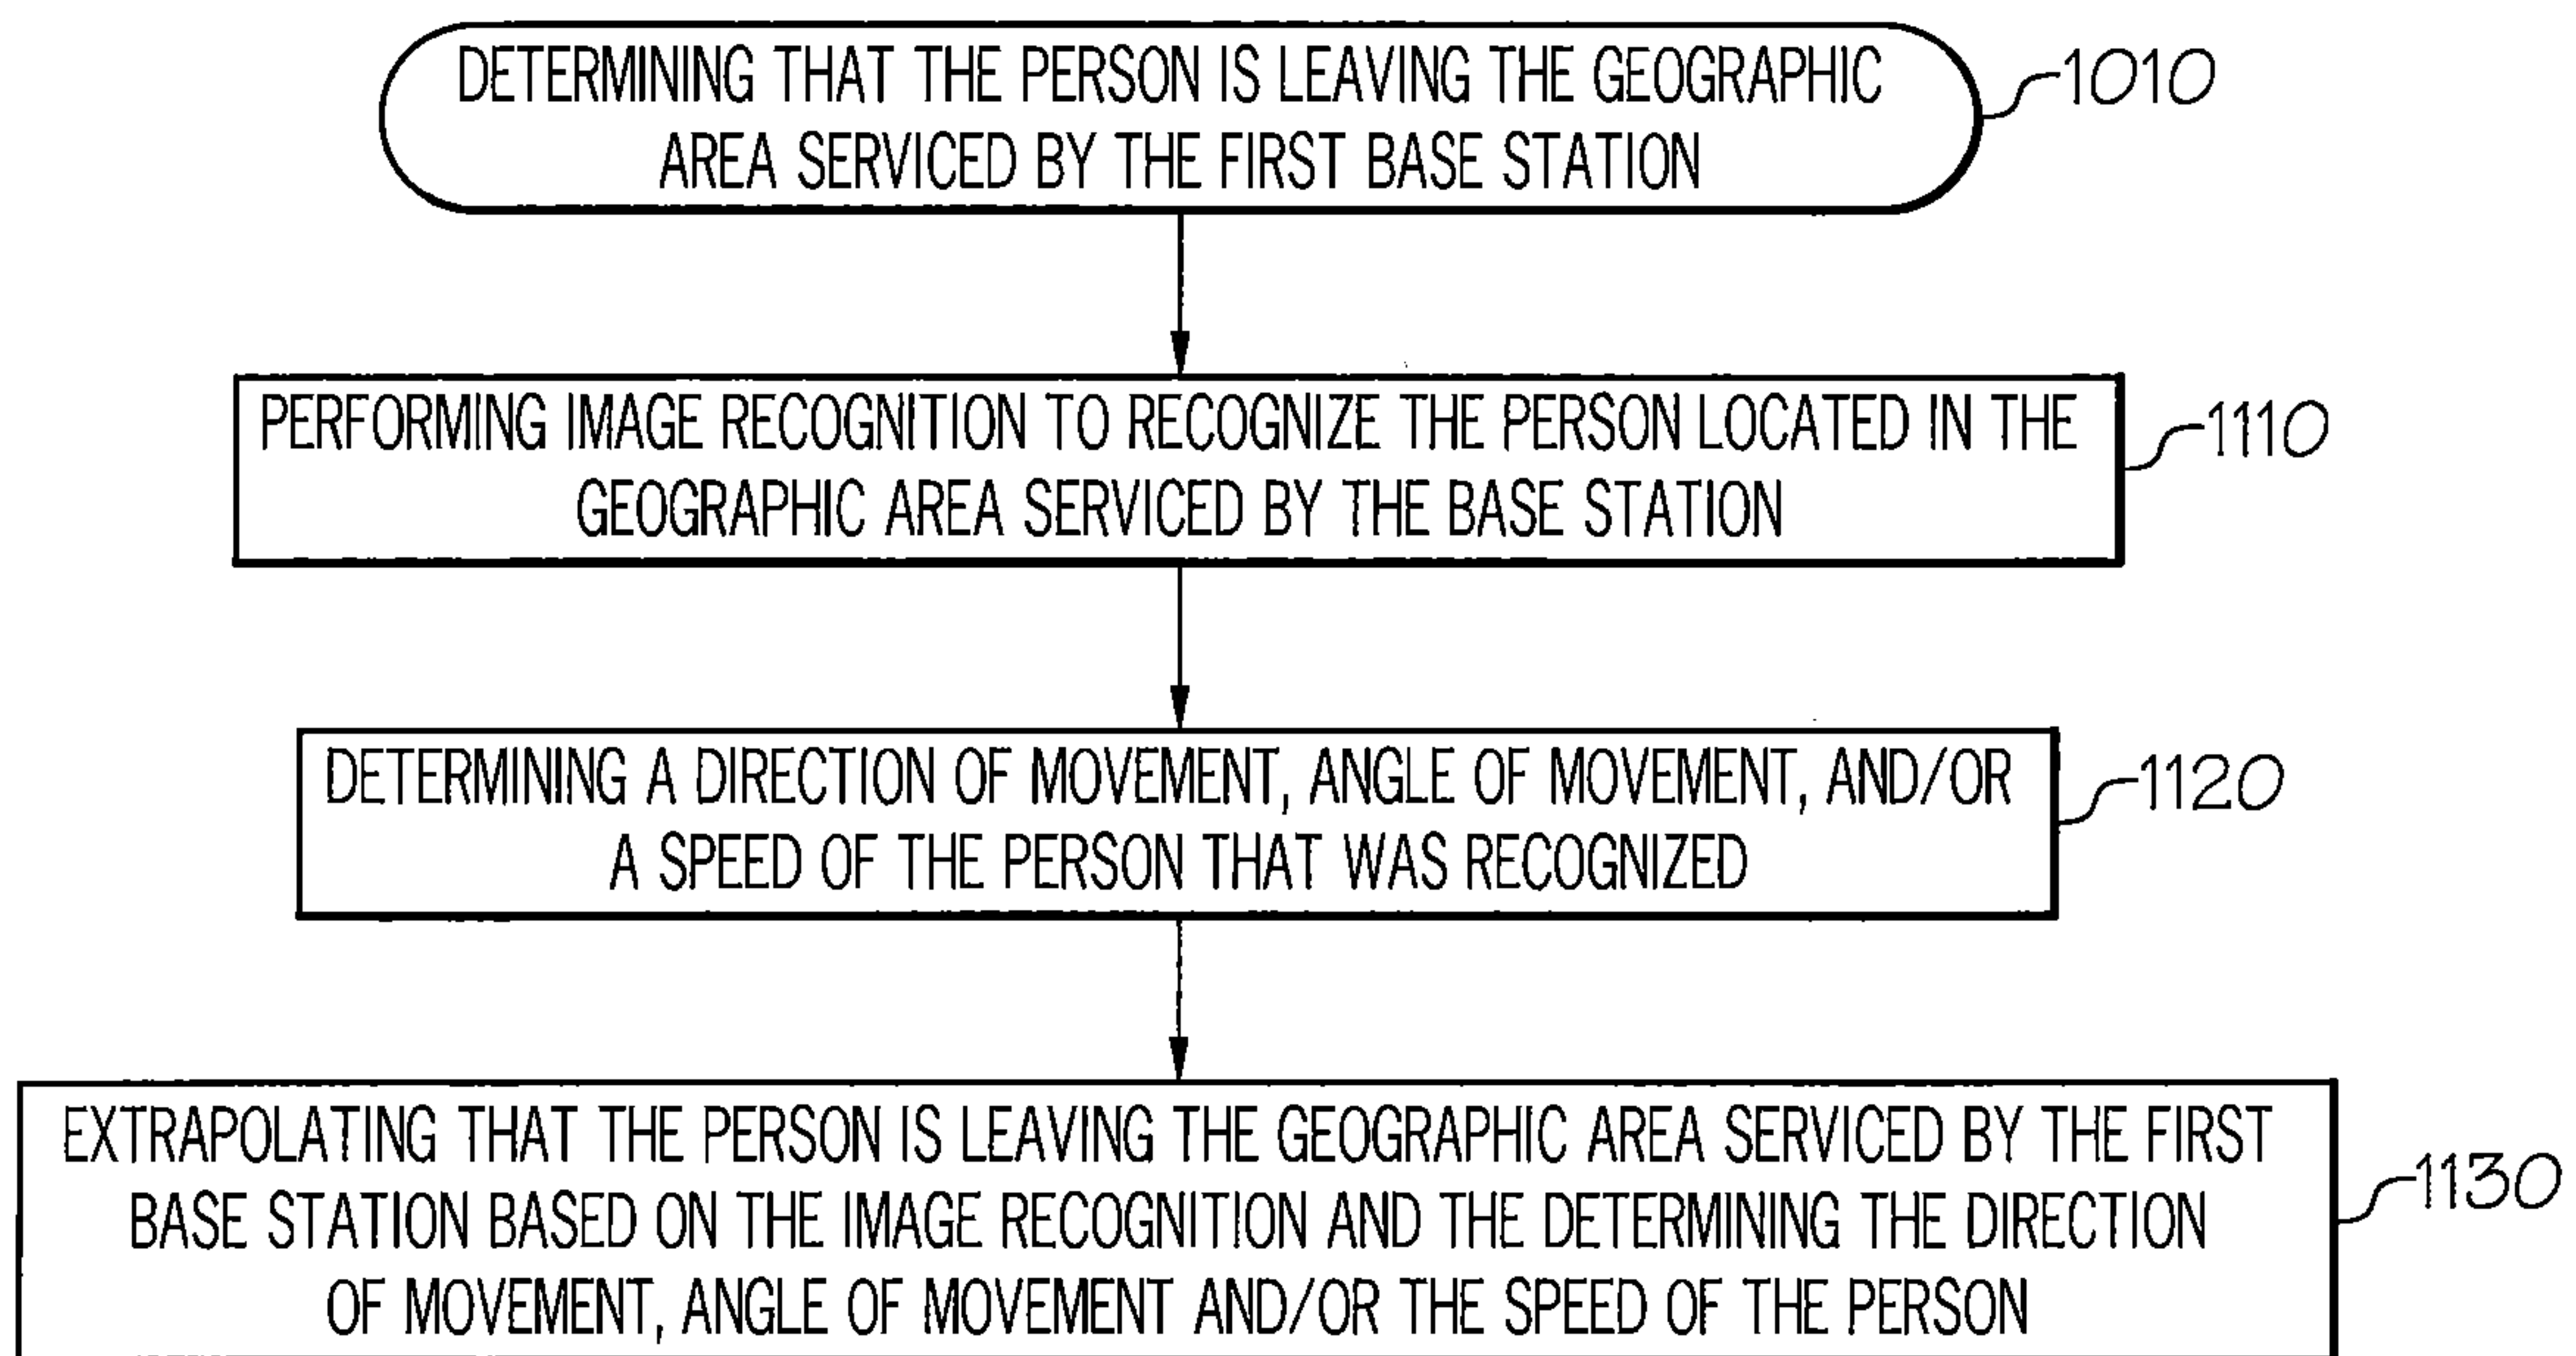 DETERMINING THAT THE PERSON IS LEAVING THE GEOGRAPHIC
AREA SERVICED BY THE FIRST BASE STATION
1010
PERFORMING IMAGE RECOGNITION TO RECOGNIZE THE PERSON LOCATED IN THE
GEOGRAPHIC AREA SERVICED BY THE BASE STATION
1110
DETERMINING A DIRECTION OF MOVEMENT, ANGLE OF MOVEMENT, AND/OR
A SPEED OF THE PERSON THAT WAS RECOGNIZED
1120
EXTRAPOLATING THAT THE PERSON IS LEAVING THE GEOGRAPHIC AREA SERVICED BY THE FIRST
BASE STATION BASED ON THE IMAGE RECOGNITION AND THE DETERMINING THE DIRECTION
OF MOVEMENT, ANGLE OF MOVEMENT AND/OR THE SPEED OF THE PERSON
1130